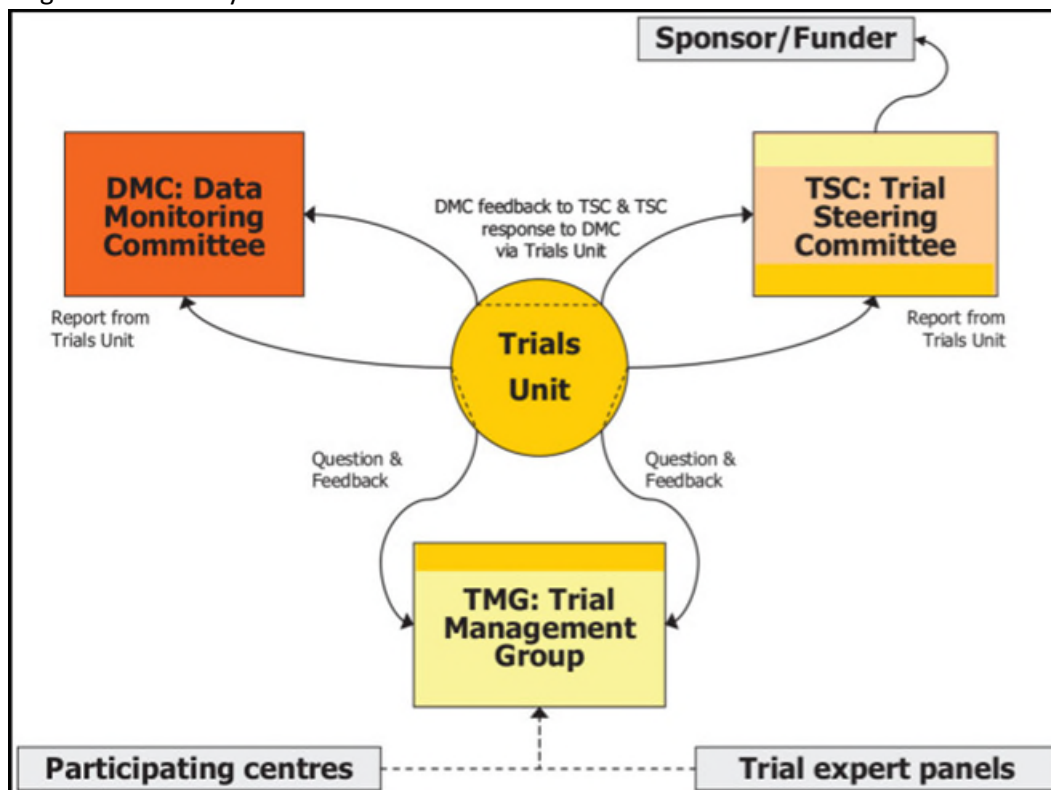 Sponsor/Funder
DMC: Data
Monitoring
Committee
TSC: Trial
Steering
Committee
DMC feedback to TSC & TSC
response to DMC
via Trials Unit
Report from
Trials Unit
Report from
Trials Unit
Trials
Unit
Question &
Feedback
Question &
Feedback
TMG: Trial
Management
Group
Participating centres
Trial expert panels